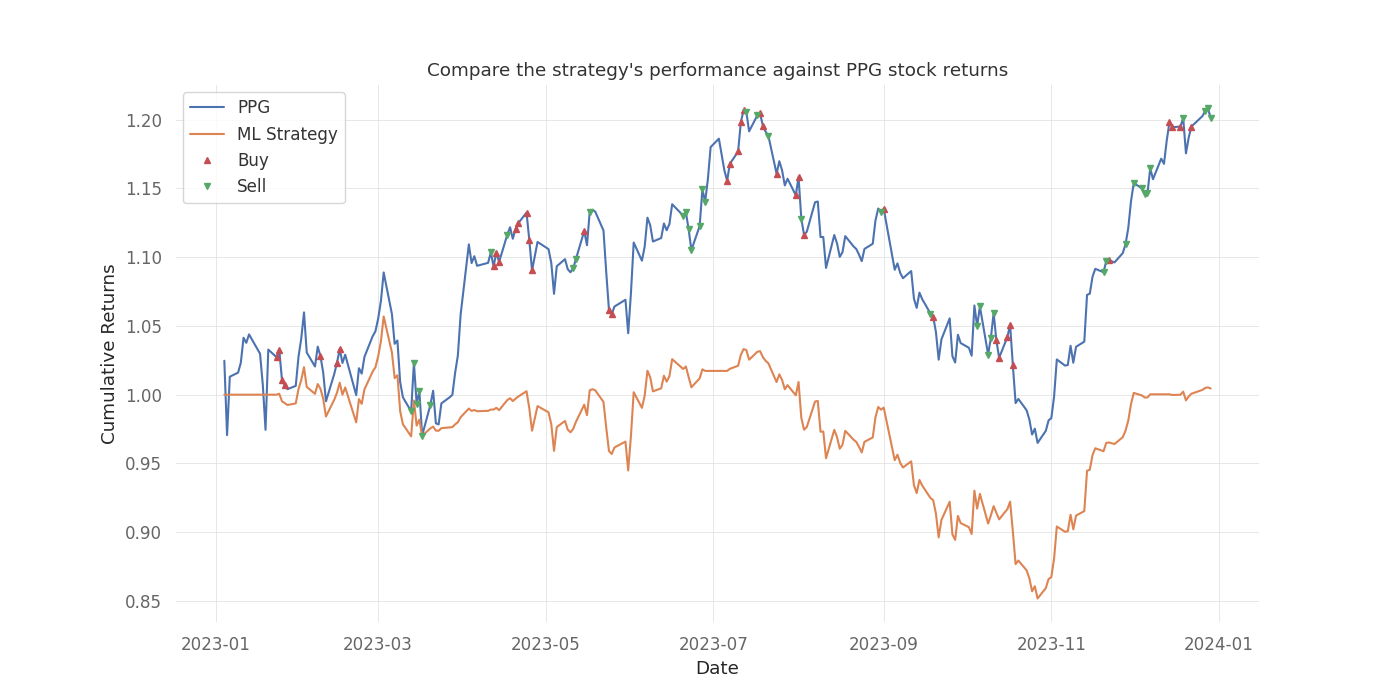 Compare the strategy's performance against PPG stock returns
PPG
ML Strategy
Buy
Sell
Cumulative Returns
1.20
1.15
1.10
1.05
1.00
0.95
0.90
0.85
2023-01
2023-03
2023-05
2023-07
2023-09
2023-11
2024-01
Date